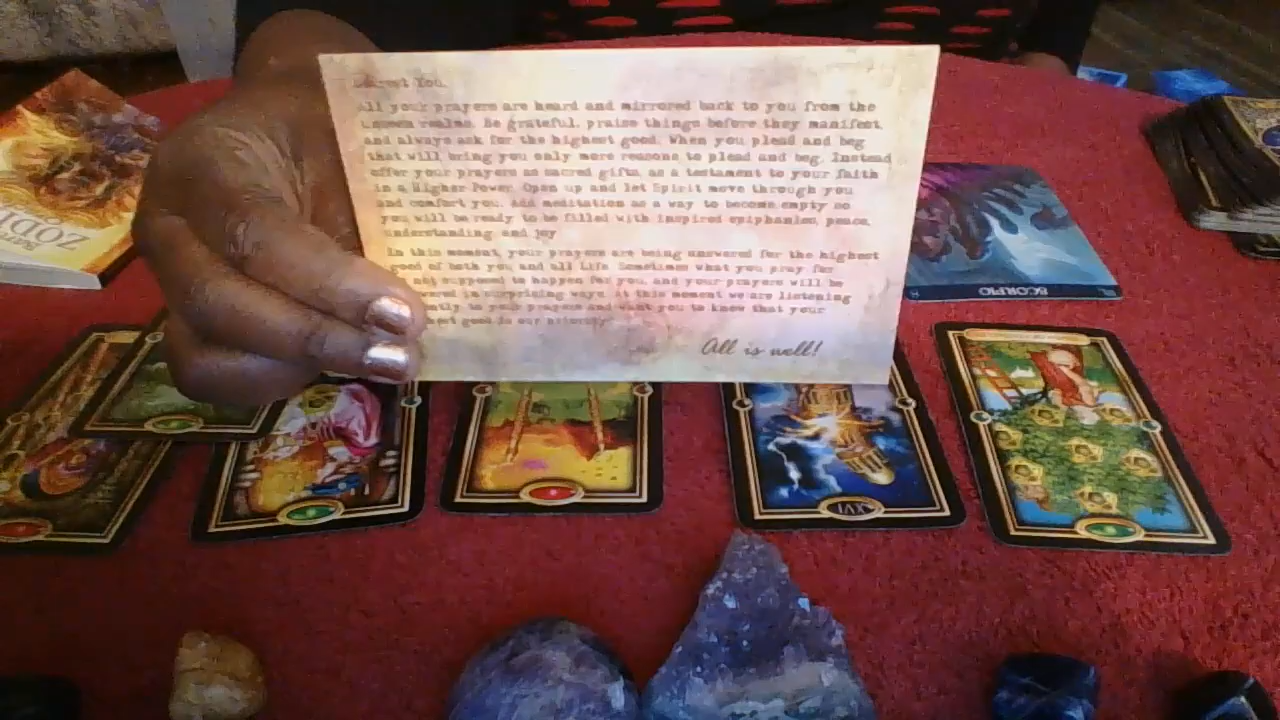 Dearest You,
All your prayers are heard and mirrored back to you from the
Unseen realms. Be grateful, praise things before they manifest,
and always ask for the highest good. When you plead and beg
that will bring you only more reasons to plead and beg. Instead
offer your prayers as sacred gifts, as a testament to your faith
in a Higher Power. Open up and let Spirit move through you
and comfort you. Add meditation as a way to become empty so
you will be ready to be filled with inspired epiphanies, peace,
understanding and joy.
In this moment, your prayers are being answered for the highest
good of both you and all Life. Sometimes what you pray for
not supposed to happen for you, and your prayers will be
ered in surprising ways. At this moment we are listening
ntly to your prayers and want you to know that your
hest good is our priority.
All is well!
SCORPIO
ZODI
XVI